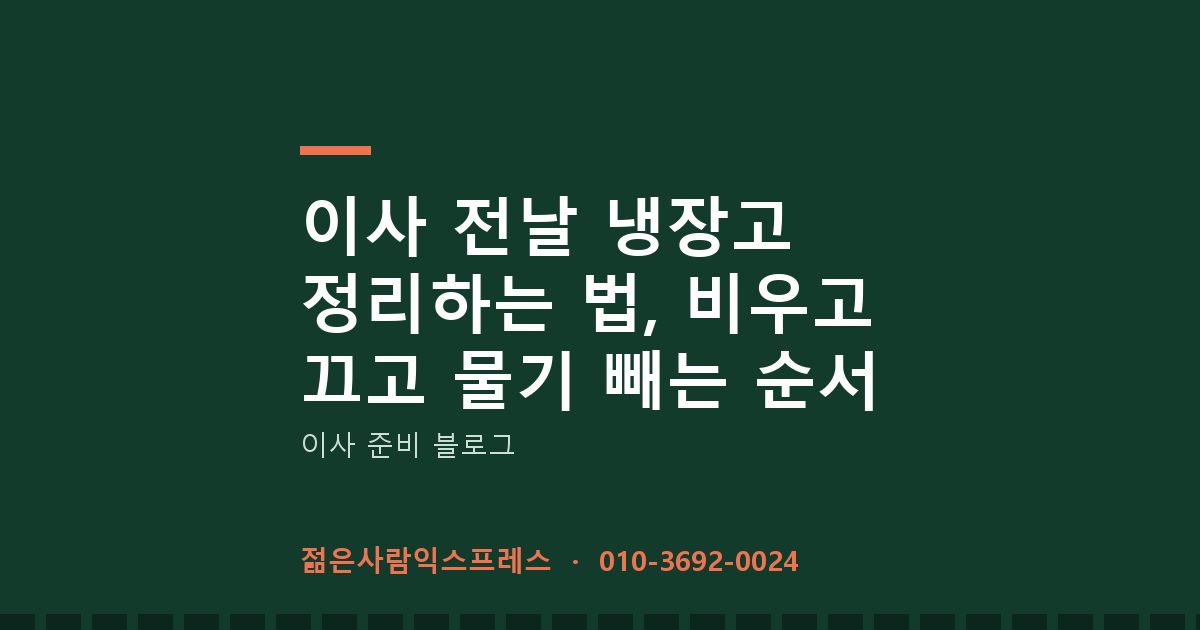 이사 전날 냉장고
정리하는 법, 비우고
끄고 물기 빼는 순서
이사 준비 블로그
젊은사람익스프레스 · 010-3692-0024